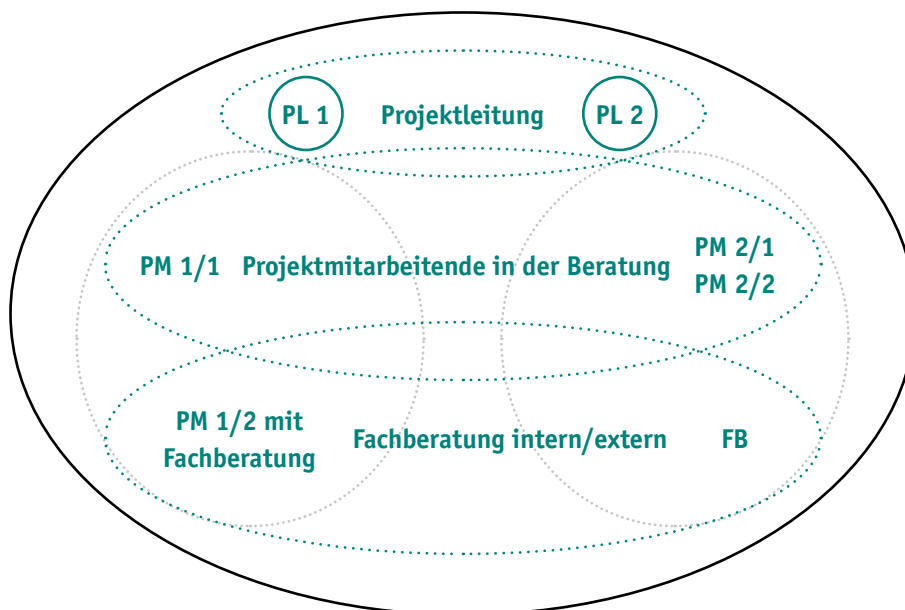 PL 1 Projektleitung PL 2
PM 1/1 Projektmitarbeitende in der Beratung PM 2/1
PM 2/2
PM 1/2 mit
Fachberatung
Fachberatung intern/extern FB